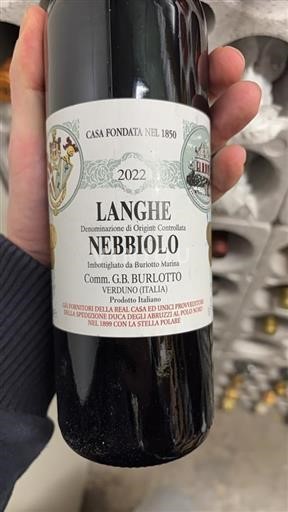 CASA FONDATA NEL 1850
2022
LANGHE
Denominazione di Origine Controllata
NEBBIOLO
Imbottigliato da Burlotto Marina
Comm. G.B. BURLOTTO
VERDUNO (ITALIA)
Prodotto Italiano
GIÀ FORNITORI DELLA REAL CASA ED UNICI PROVVEDITORI
DELLA SPEDIZIONE DUCA DEGLI ABRUZZI AL POLO NORD
NEL 1899 CON LA STELLA POLARE